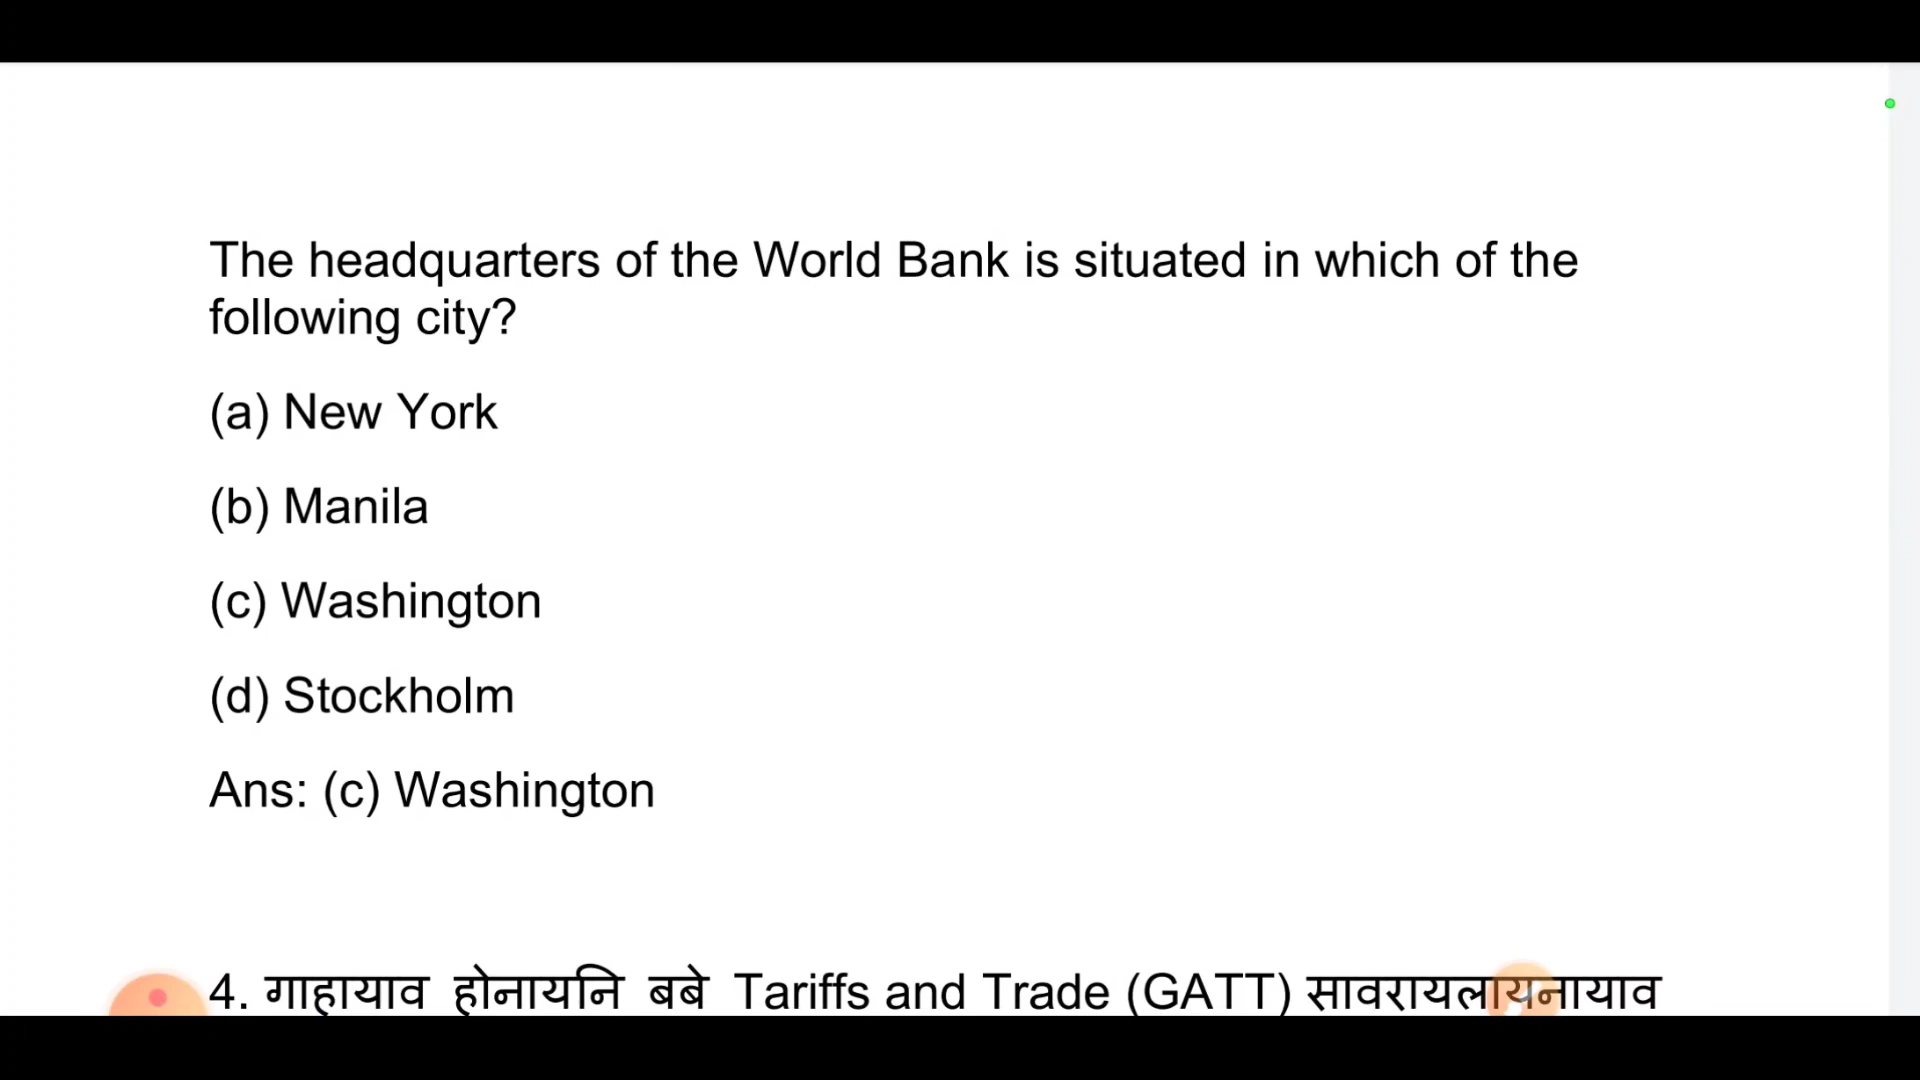 The headquarters of the World Bank is situated in which of the
following city?
(a) New York
(b) Manila
(c) Washington
(d) Stockholm
Ans: (c) Washington
4. गाहायाव होनायनि बबे Tariffs and Trade (GATT) सावरायलायनायाव